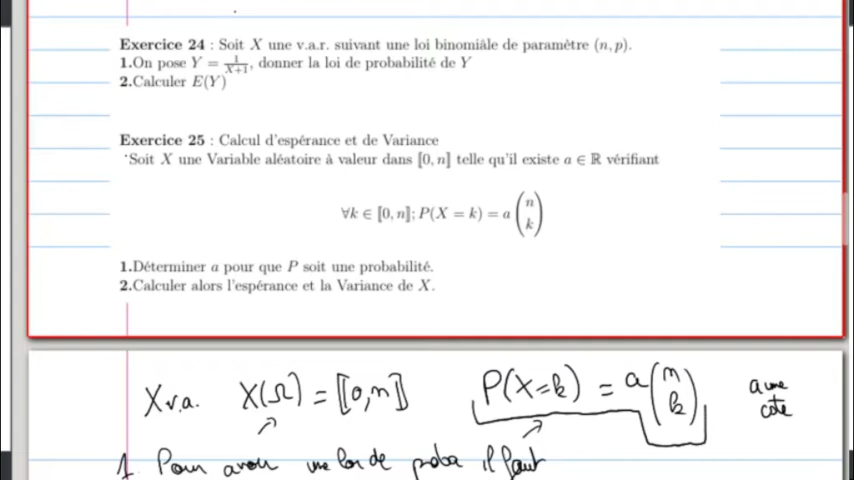 Exercice 24 : Soit X une v.a.r. suivant une loi binomiâle de paramètre (n, p).
1.On pose Y = 1/(X+1), donner la loi de probabilité de Y
2.Calculer E(Y)
Exercice 25 : Calcul d'espérance et de Variance
Soit X une Variable aléatoire à valeur dans ⟦0, n⟧ telle qu'il existe a ∈ ℝ vérifiant
∀k ∈ ⟦0, n⟧; P(X = k) = a (n k)
1.Déterminer a pour que P soit une probabilité.
2.Calculer alors l'espérance et la Variance de X.
X v.a. X(Ω) = ⟦0,n⟧ P(X=k) = a (n k) a une
cote
1 Pour avoir une loi de proba il faut